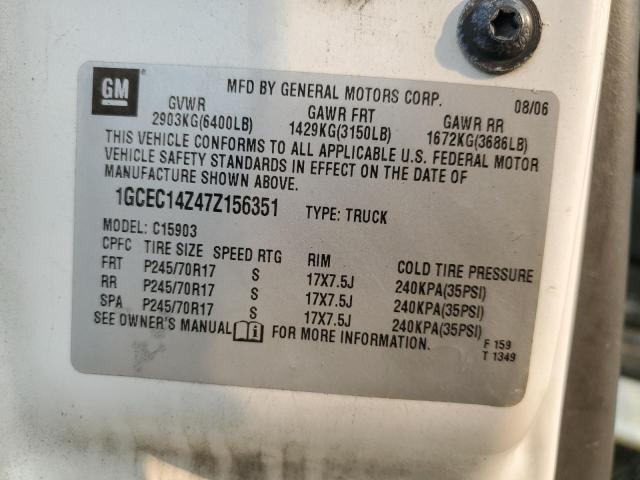 GM
MFD BY GENERAL MOTORS CORP. 08/06
GVWR GAWR FRT GAWR RR
2903KG(6400LB) 1429KG(3150LB) 1672KG(3686LB)
THIS VEHICLE CONFORMS TO ALL APPLICABLE U.S. FEDERAL MOTOR
VEHICLE SAFETY STANDARDS IN EFFECT ON THE DATE OF
MANUFACTURE SHOWN ABOVE.
1GCEC14Z47Z156351 TYPE: TRUCK
MODEL: C15903
CPFC TIRE SIZE SPEED RTG RIM COLD TIRE PRESSURE
FRT P245/70R17 S 17X7.5J 240KPA(35PSI)
RR P245/70R17 S 17X7.5J 240KPA(35PSI)
SPA P245/70R17 S 17X7.5J 240KPA(35PSI)
SEE OWNER'S MANUAL FOR MORE INFORMATION.
F 159
T 1349